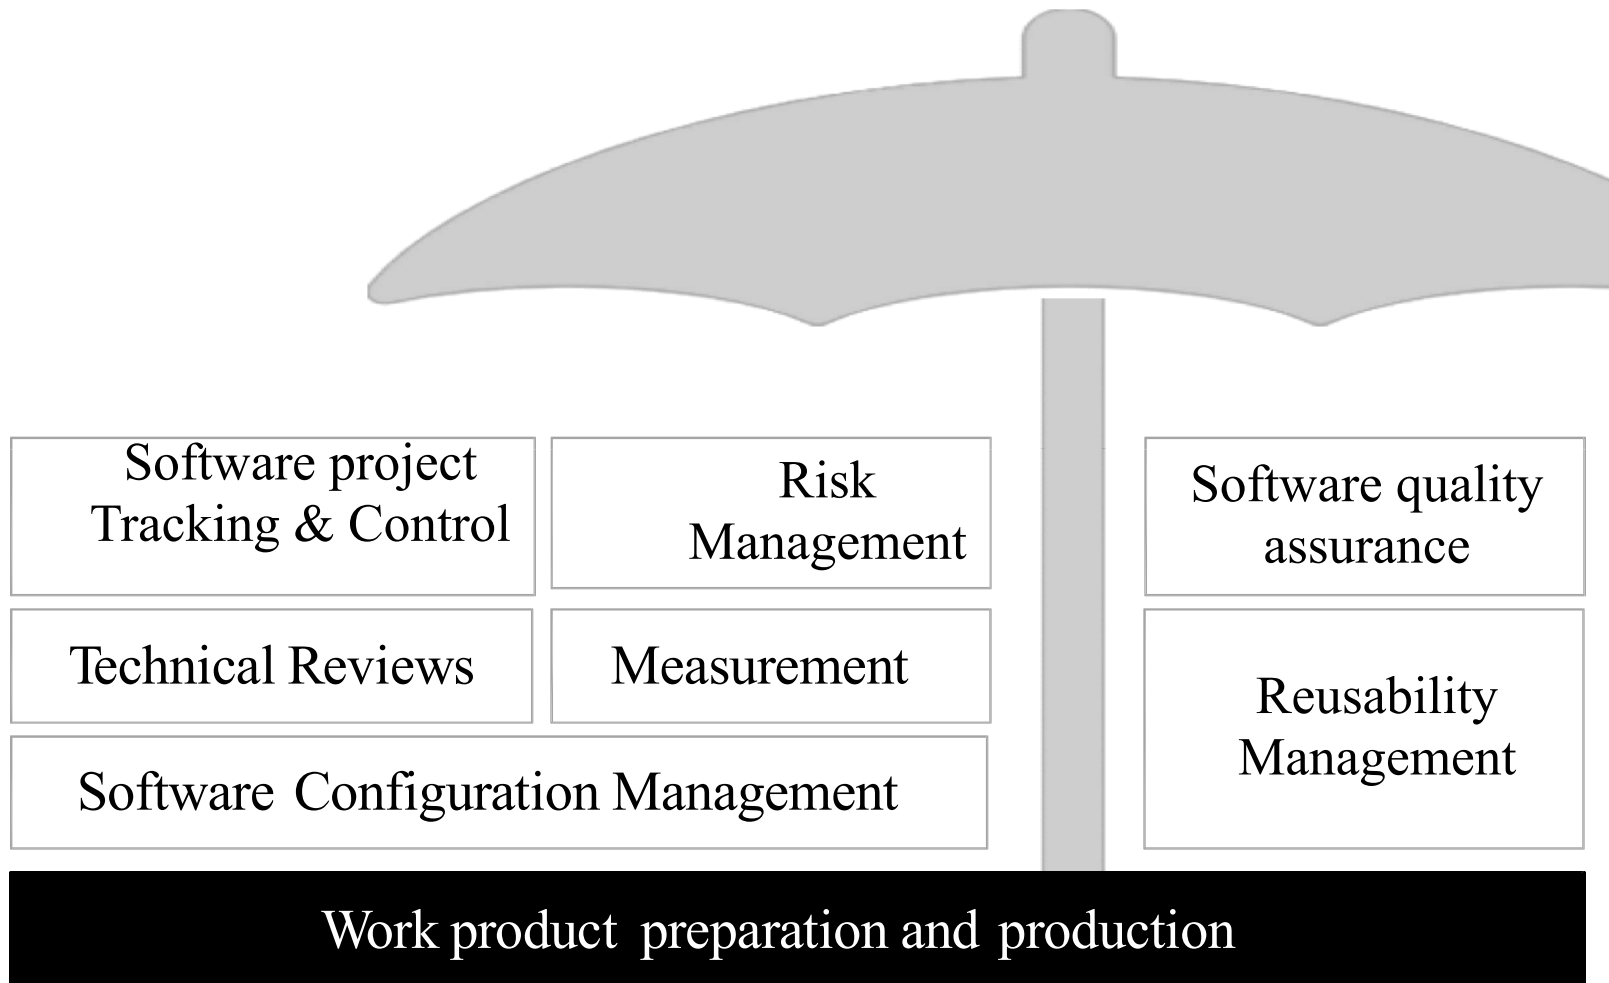 Software project
Tracking & Control
Risk
Management
Software quality
assurance
Technical Reviews
Measurement
Reusability
Management
Software Configuration Management
Work product preparation and production